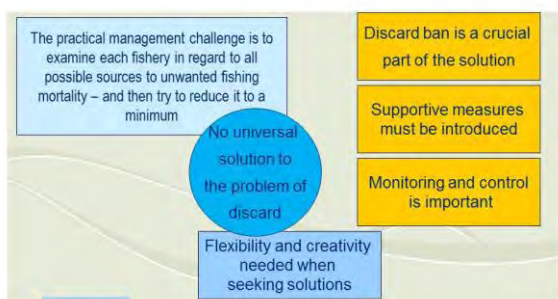 The practical management challenge is to
examine each fishery in regard to all
possible sources to unwanted fishing
mortality – and then try to reduce it to a
minimum
No universal
solution to
the problem of
discard
Flexibility and creativity
needed when
seeking solutions
Discard ban is a crucial
part of the solution
Supportive measures
must be introduced
Monitoring and control
is important